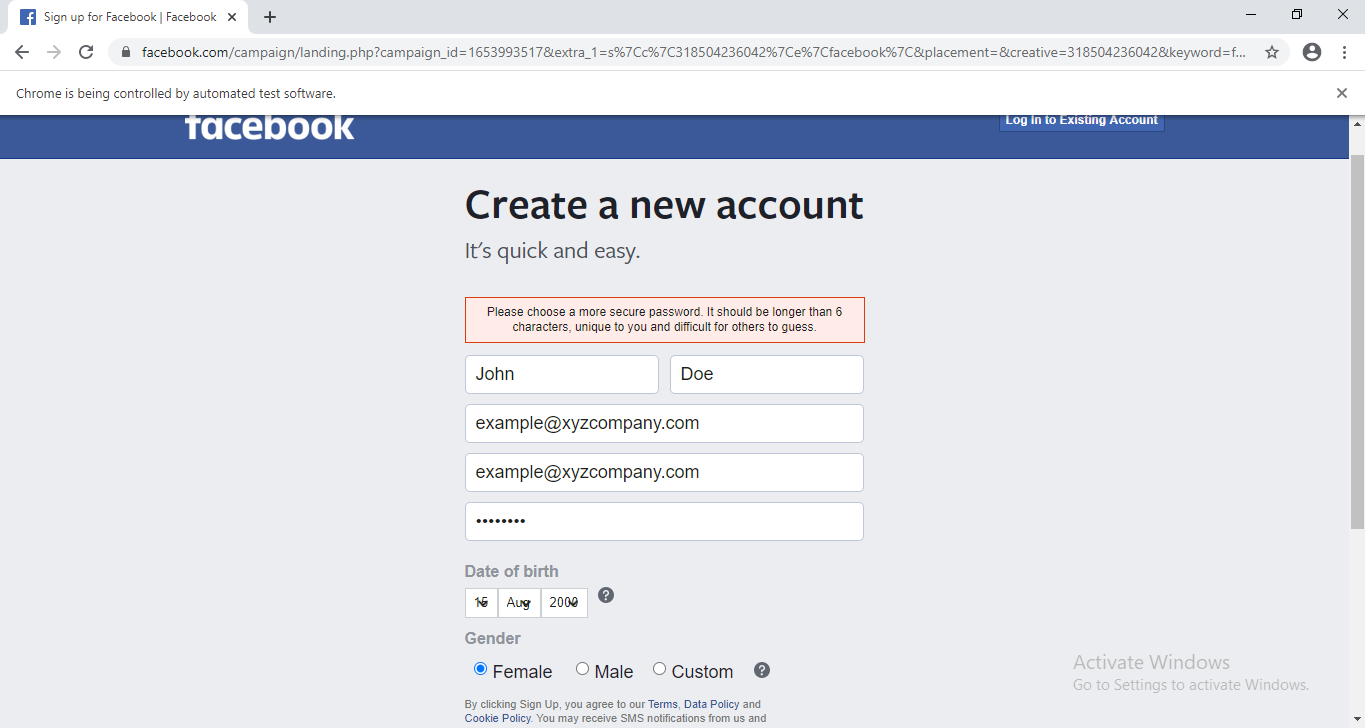 Sign up for Facebook | Facebook
facebook.com/campaign/landing.php?campaign_id=1653993517&extra_1=s%7Cc%7C318504236042%7Ce%7Cfacebook%7C&placement=&creative=318504236042&keyword=f...
Chrome is being controlled by automated test software.
facebook
Log In to Existing Account
Create a new account
It's quick and easy.
Please choose a more secure password. It should be longer than 6
characters, unique to you and difficult for others to guess.
John Doe
example@xyzcompany.com
example@xyzcompany.com
••••••••
Date of birth
15 Aug 2000
Gender
Female Male Custom
Activate Windows
Go to Settings to activate Windows.
By clicking Sign Up, you agree to our Terms, Data Policy and
Cookie Policy. You may receive SMS notifications from us and